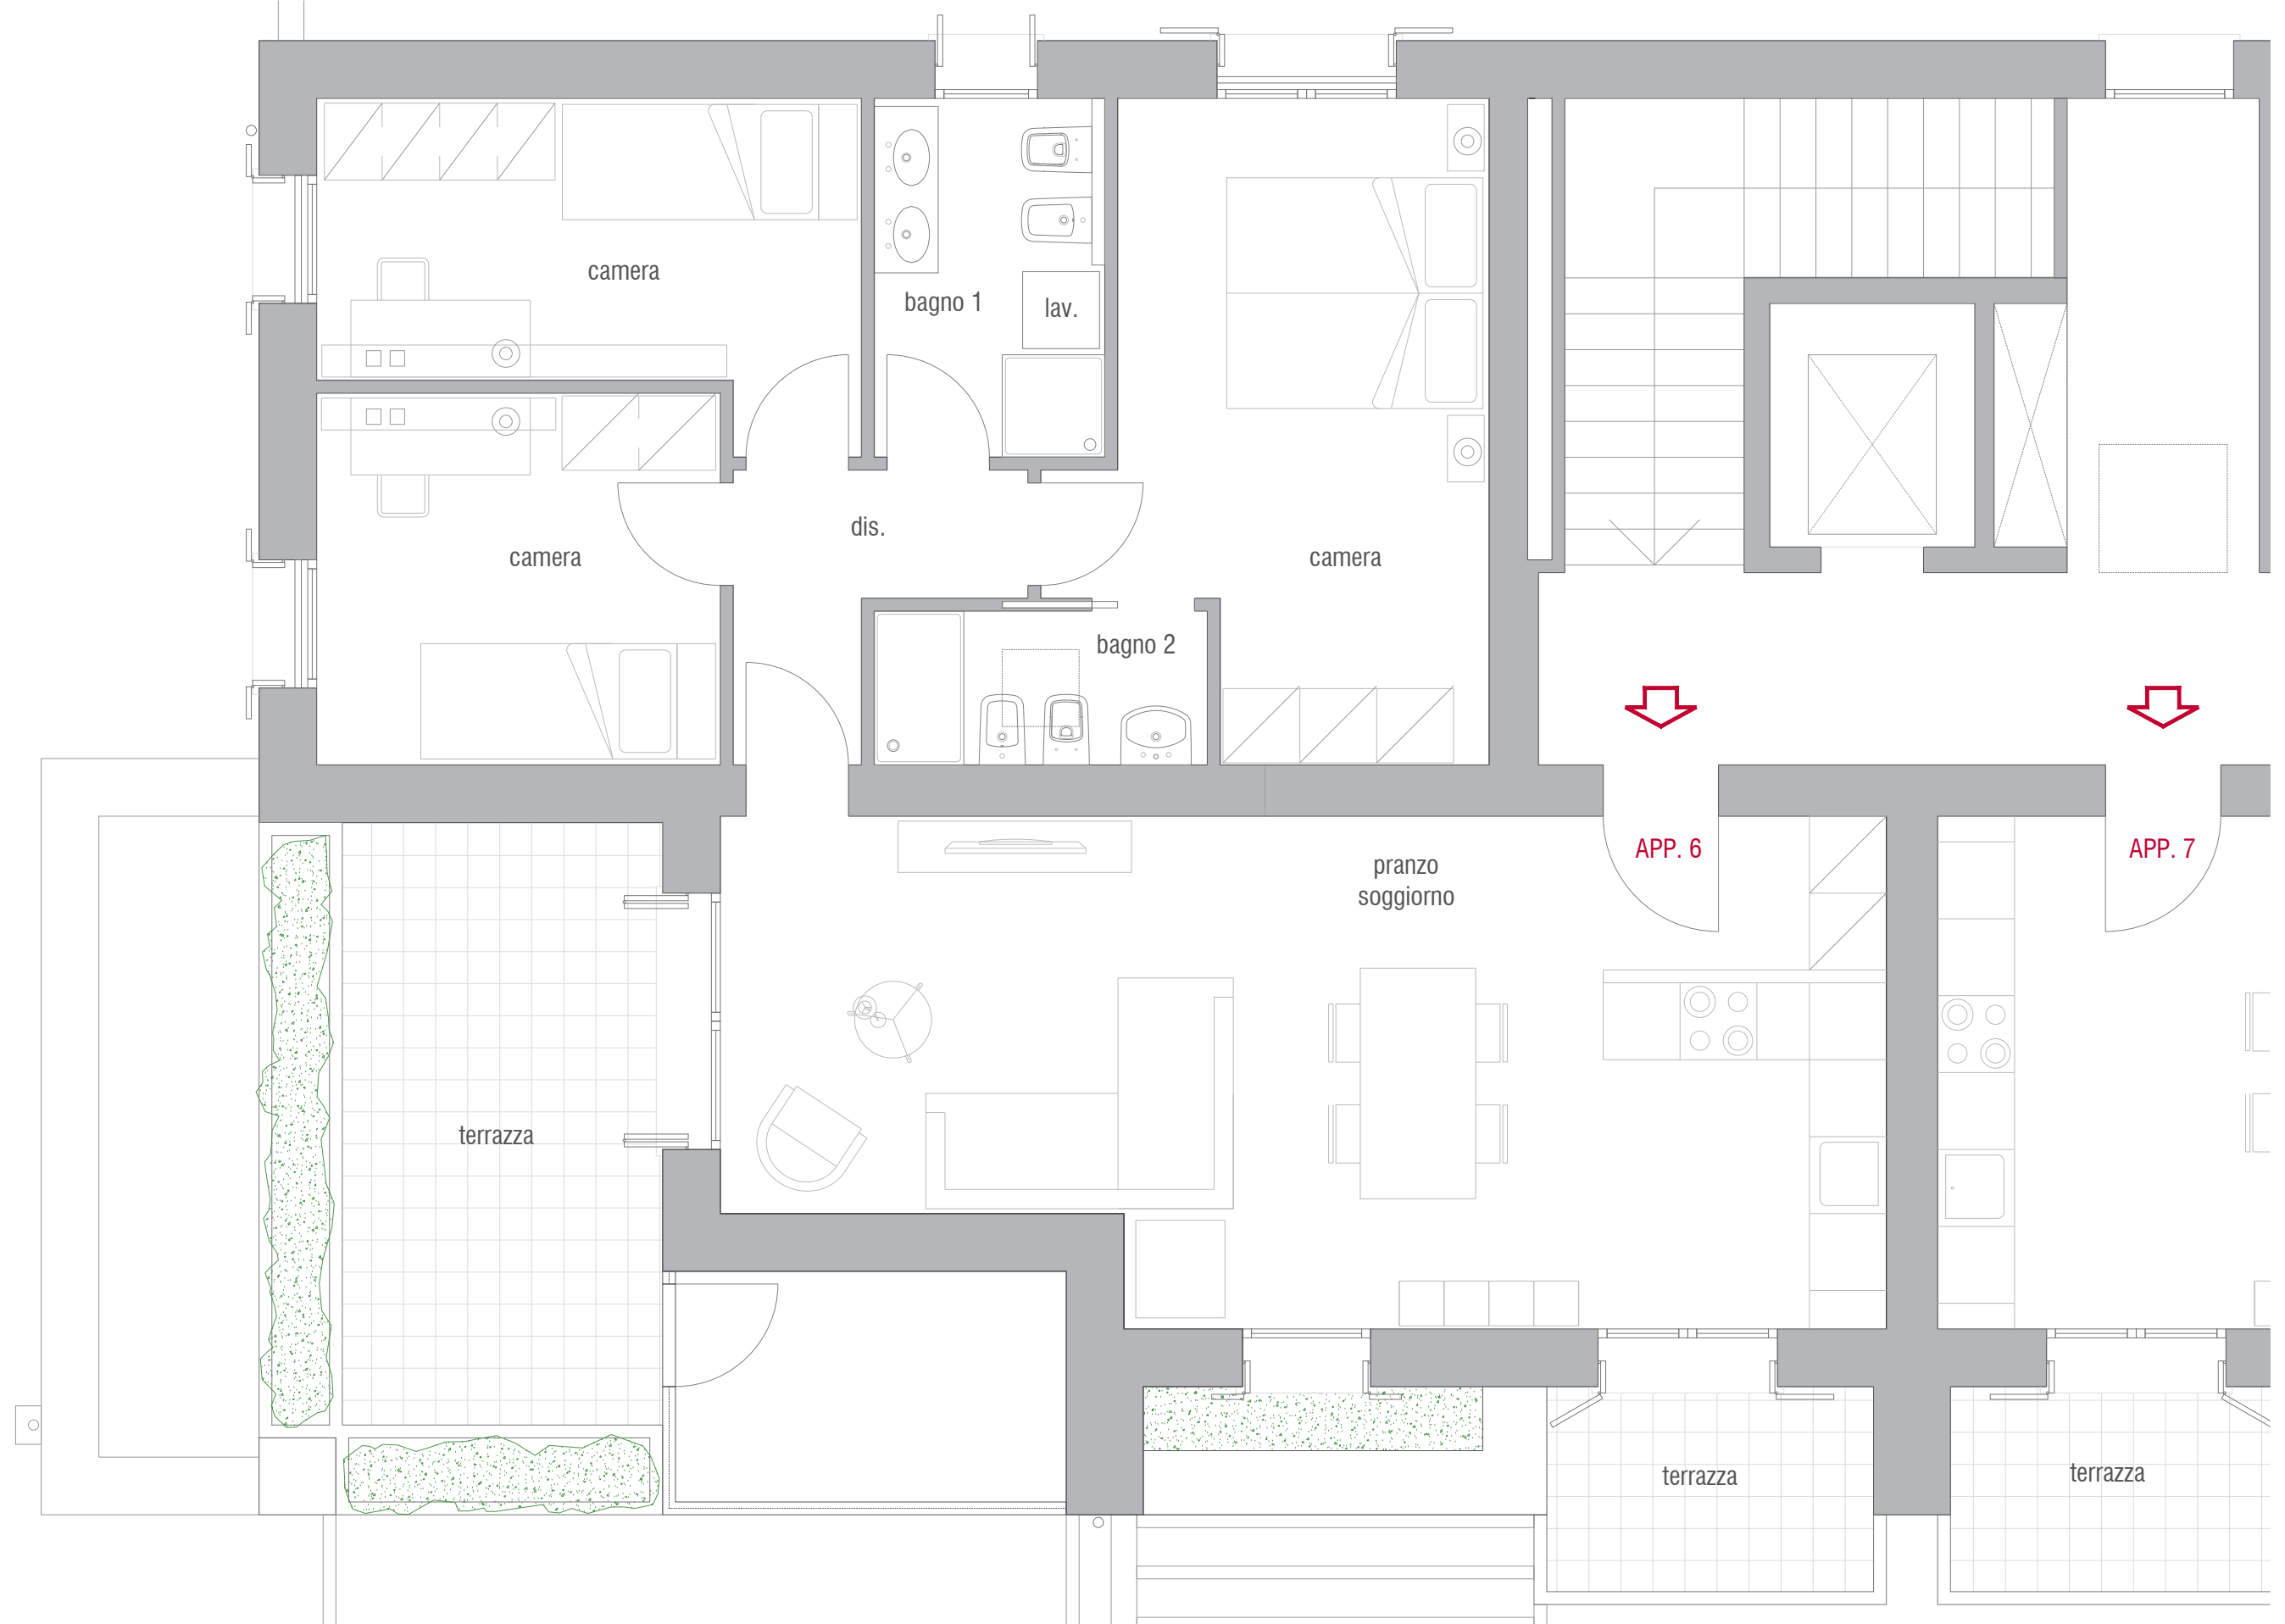 camera
bagno 1
lav.
dis.
camera
camera
bagno 2
APP. 6
APP. 7
pranzo
soggiorno
terrazza
terrazza
terrazza